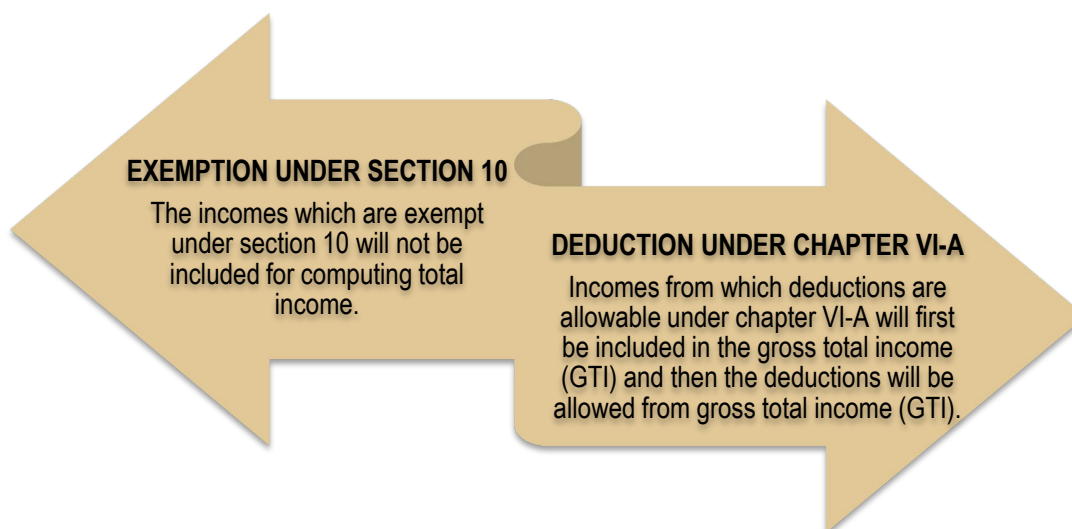 EXEMPTION UNDER SECTION 10
The incomes which are exempt
under section 10 will not be
included for computing total
income.
DEDUCTION UNDER CHAPTER VI-A
Incomes from which deductions are
allowable under chapter VI-A will first
be included in the gross total income
(GTI) and then the deductions will be
allowed from gross total income (GTI).